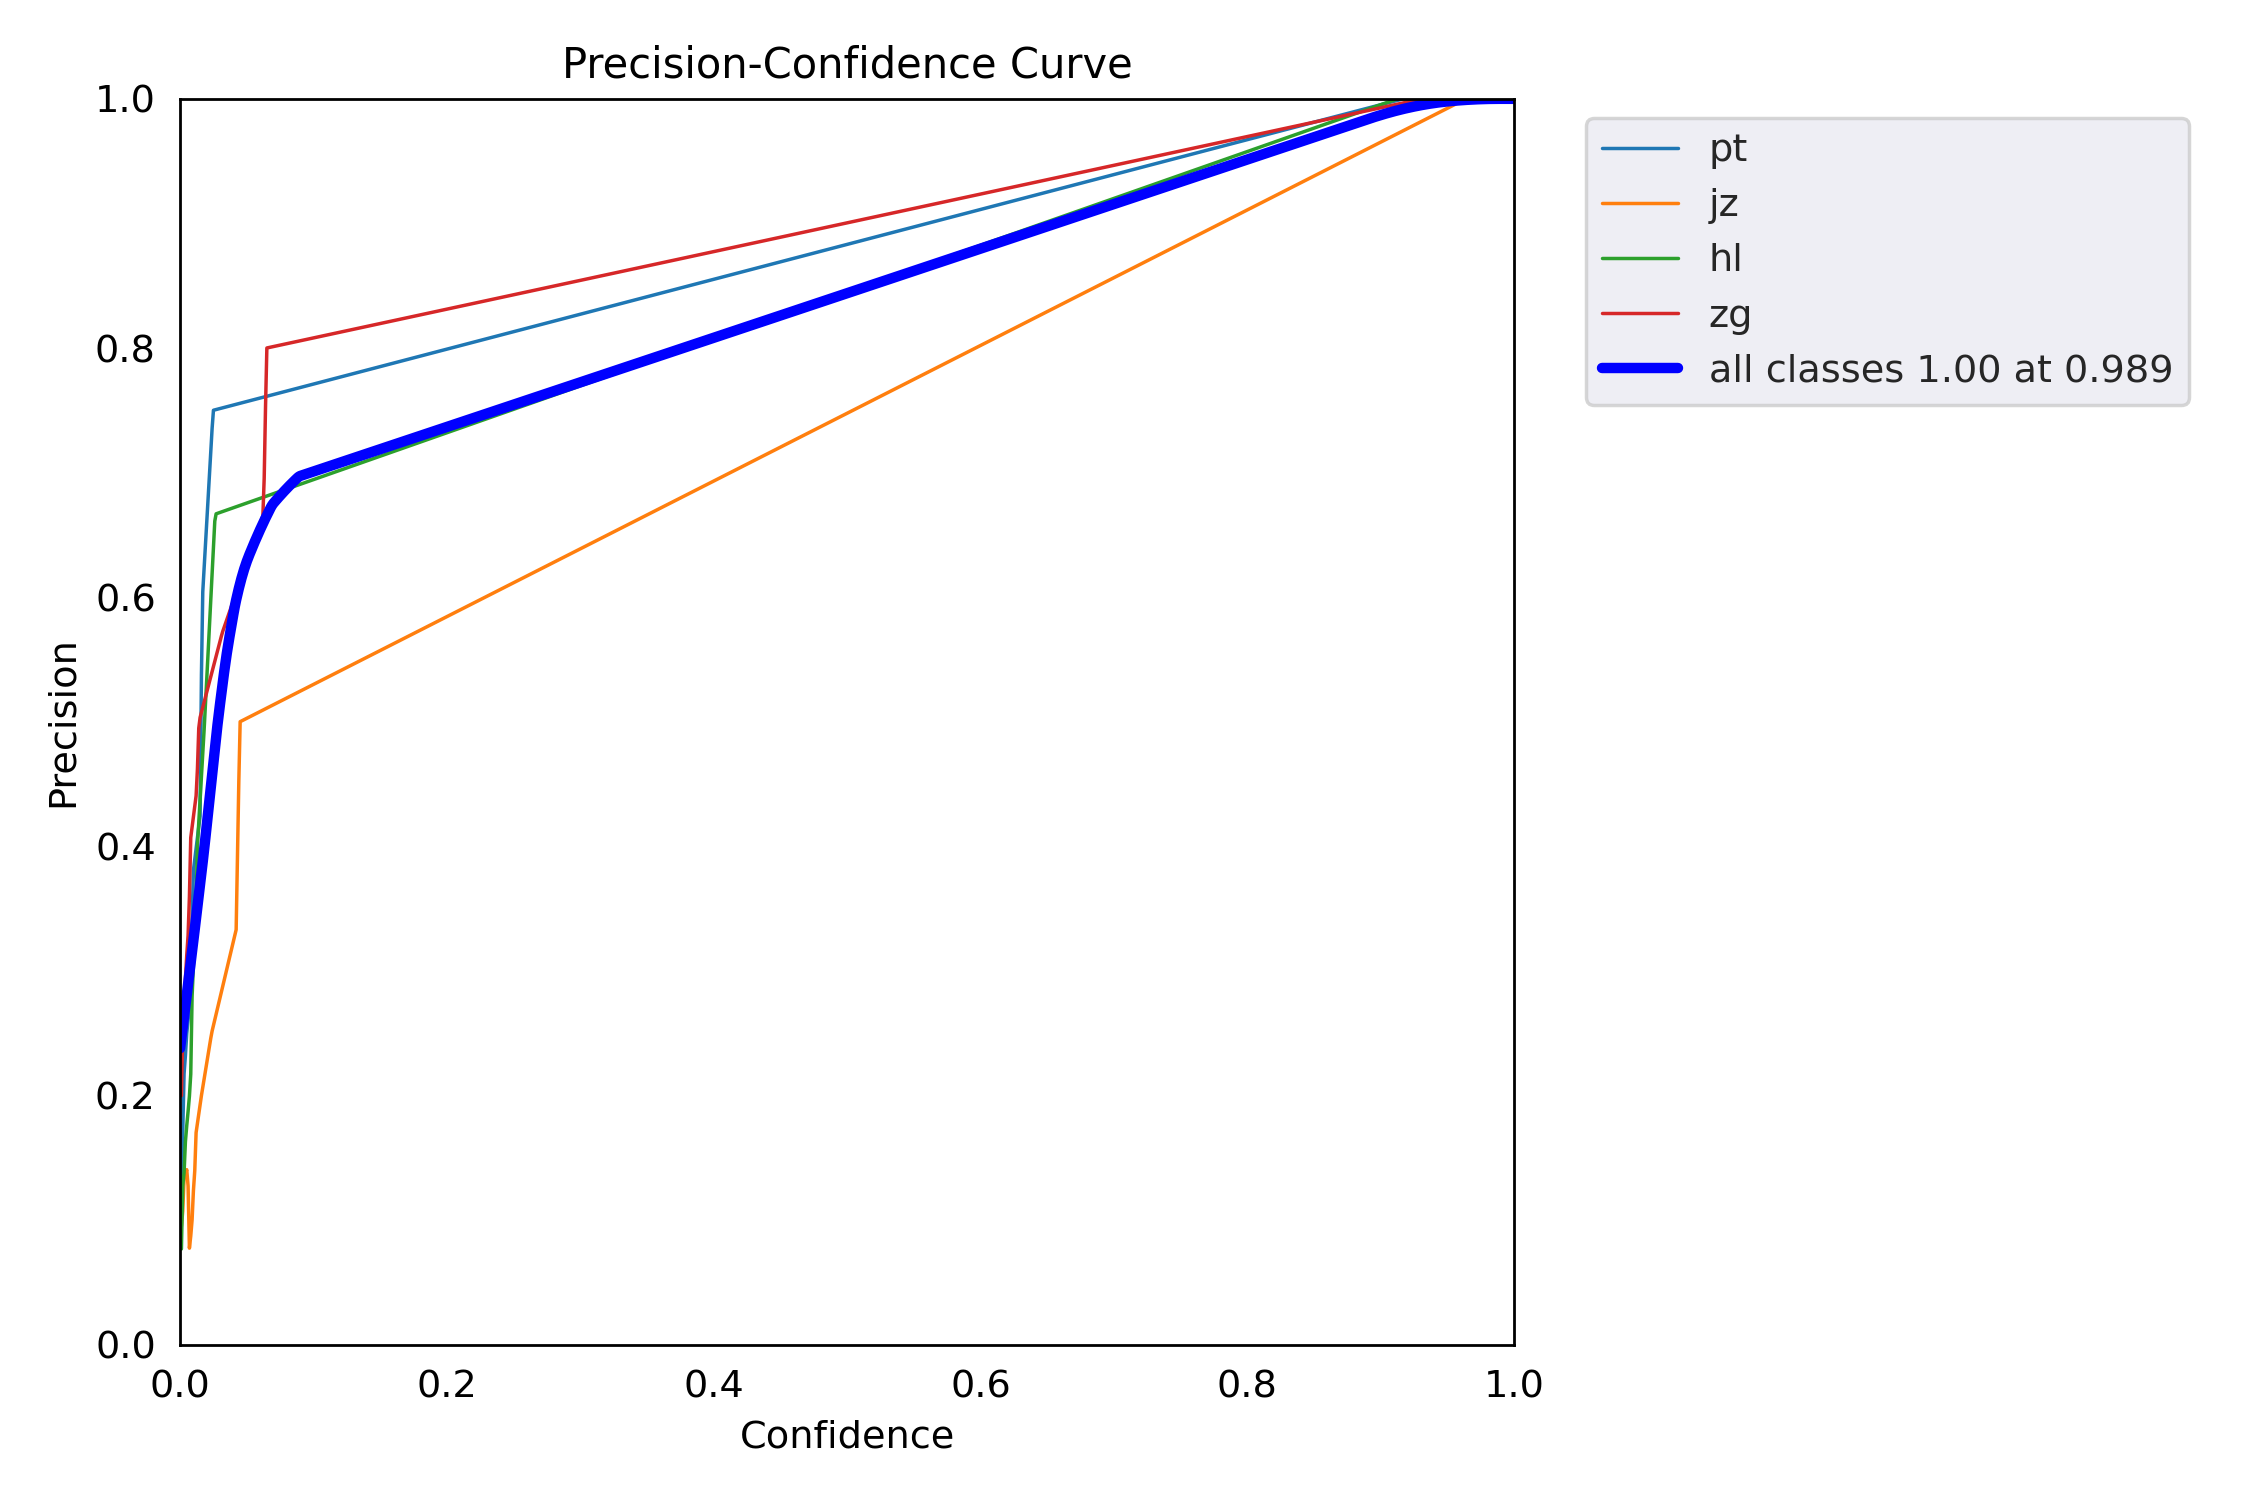 Precision-Confidence Curve
1.0
0.8
0.6
0.4
0.2
0.0
Precision
0.0 0.2 0.4 0.6 0.8 1.0
Confidence
pt
jz
hl
zg
all classes 1.00 at 0.989